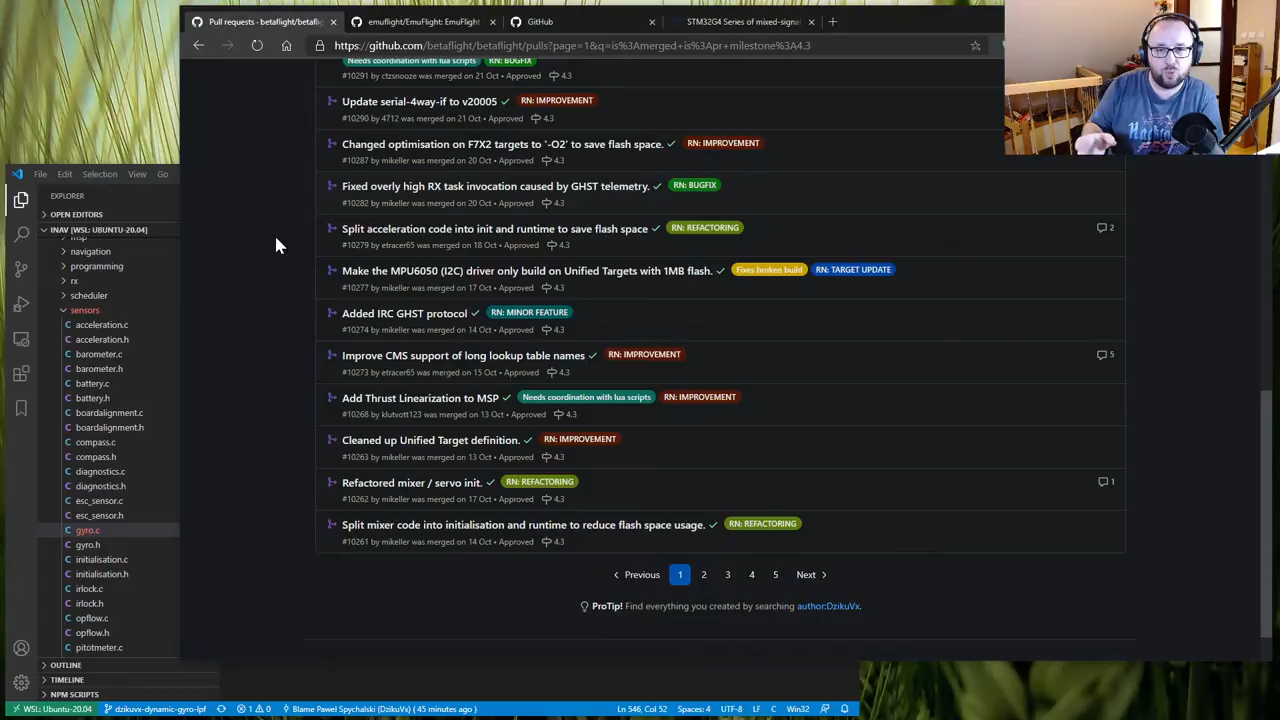 Pull requests · betaflight/betafli
emuflight/EmuFlight: EmuFlight
GitHub
STM32G4 Series of mixed-signal
https://github.com/betaflight/betaflight/pulls?page=1&q=is%3Amerged+is%3Apr+milestone%3A4.3
Needs coordination with lua scripts RN: BUGFIX
#10291 by ctzsnooze was merged on 21 Oct • Approved 4.3
Update serial-4way-if to v20005 RN: IMPROVEMENT
#10290 by 4712 was merged on 21 Oct • Approved 4.3
Changed optimisation on F7X2 targets to '-O2' to save flash space. RN: IMPROVEMENT
#10287 by mikeller was merged on 20 Oct • Approved 4.3
Fixed overly high RX task invocation caused by GHST telemetry. RN: BUGFIX
#10282 by mikeller was merged on 20 Oct • Approved 4.3
Split acceleration code into init and runtime to save flash space RN: REFACTORING 2
#10279 by etracer65 was merged on 18 Oct • Approved 4.3
Make the MPU6050 (I2C) driver only build on Unified Targets with 1MB flash. Fixes broken build RN: TARGET UPDATE
#10277 by mikeller was merged on 17 Oct • Approved 4.3
Added IRC GHST protocol RN: MINOR FEATURE
#10274 by mikeller was merged on 14 Oct • Approved 4.3
Improve CMS support of long lookup table names RN: IMPROVEMENT 5
#10273 by etracer65 was merged on 15 Oct • Approved 4.3
Add Thrust Linearization to MSP Needs coordination with lua scripts RN: IMPROVEMENT
#10268 by klutvott123 was merged on 13 Oct • Approved 4.3
Cleaned up Unified Target definition. RN: IMPROVEMENT
#10263 by mikeller was merged on 13 Oct • Approved 4.3
Refactored mixer / servo init. RN: REFACTORING 1
#10262 by mikeller was merged on 17 Oct • Approved 4.3
Split mixer code into initialisation and runtime to reduce flash space usage. RN: REFACTORING
#10261 by mikeller was merged on 14 Oct • Approved 4.3
Previous 1 2 3 4 5 Next
ProTip! Find everything you created by searching author:DzikuVx.
File Edit Selection View Go
EXPLORER
OPEN EDITORS
INAV [WSL: UBUNTU-20.04]
msp
navigation
programming
rx
scheduler
sensors
C acceleration.c
C acceleration.h
C barometer.c
C barometer.h
C battery.c
C battery.h
C boardalignment.c
C boardalignment.h
C compass.c
C compass.h
C diagnostics.c
C diagnostics.h
C esc_sensor.c
C esc_sensor.h
C gyro.c
C gyro.h
C initialisation.c
C initialisation.h
C irlock.c
C irlock.h
C opflow.c
C opflow.h
C pitotmeter.c
OUTLINE
TIMELINE
NPM SCRIPTS
WSL: Ubuntu-20.04 dzikuvx-dynamic-gyro-lpf 1 0 Blame Pawel Spychalski (DzikuVx) ( 45 minutes ago ) Ln 546, Col 52 Spaces: 4 UTF-8 LF C Win32